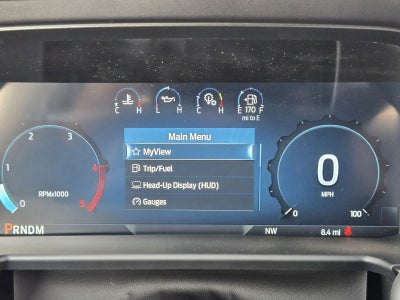 C H L H C H E 170 F
mi to E
Main Menu
MyView
Trip/Fuel
Head-Up Display (HUD)
Gauges
0 1 2 3 4 5
RPMx1000
0
MPH
0 100
PRNDM
NW
8.4 mi